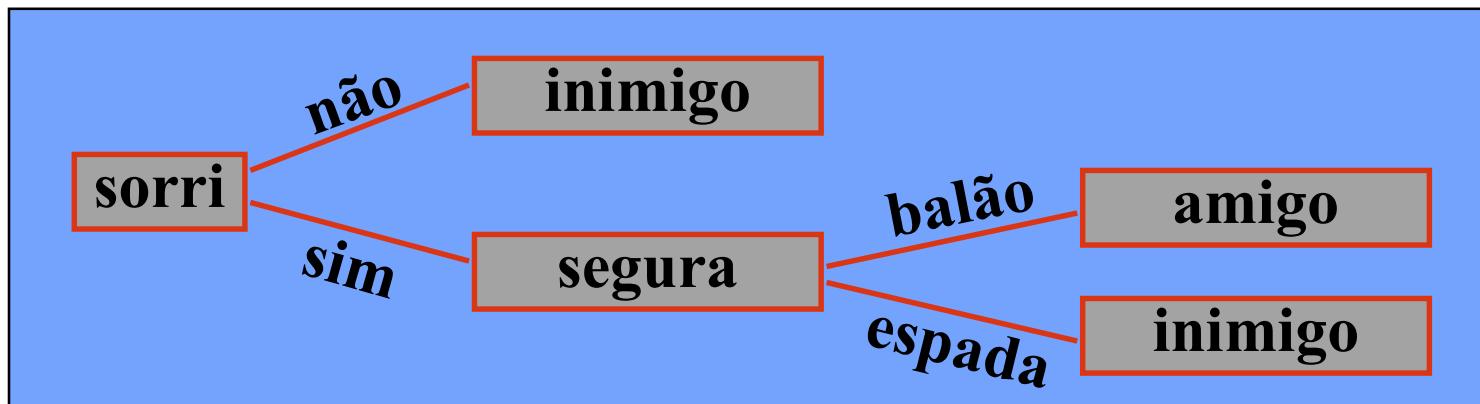 não
inimigo
sorri
sim
segura
balão
amigo
espada
inimigo